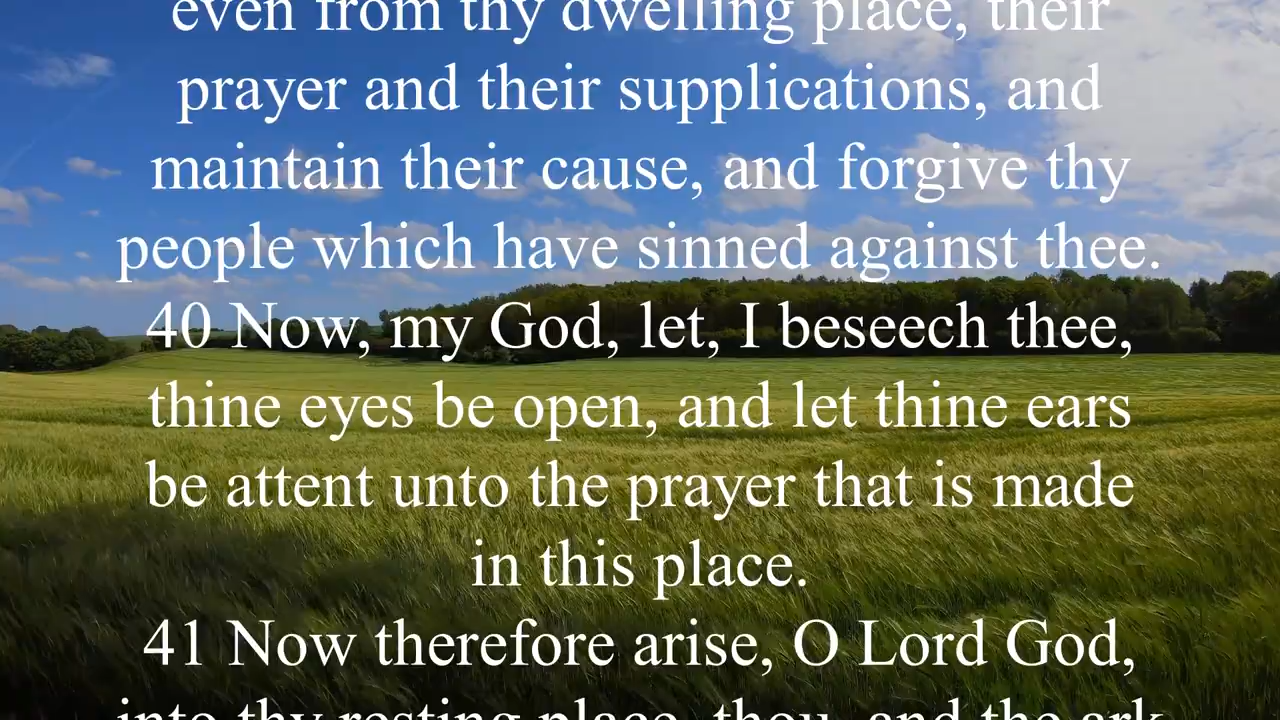 even from thy dwelling place, their
prayer and their supplications, and
maintain their cause, and forgive thy
people which have sinned against thee.
40 Now, my God, let, I beseech thee,
thine eyes be open, and let thine ears
be attent unto the prayer that is made
in this place.
41 Now therefore arise, O Lord God,
into thy resting place, thou, and the ark